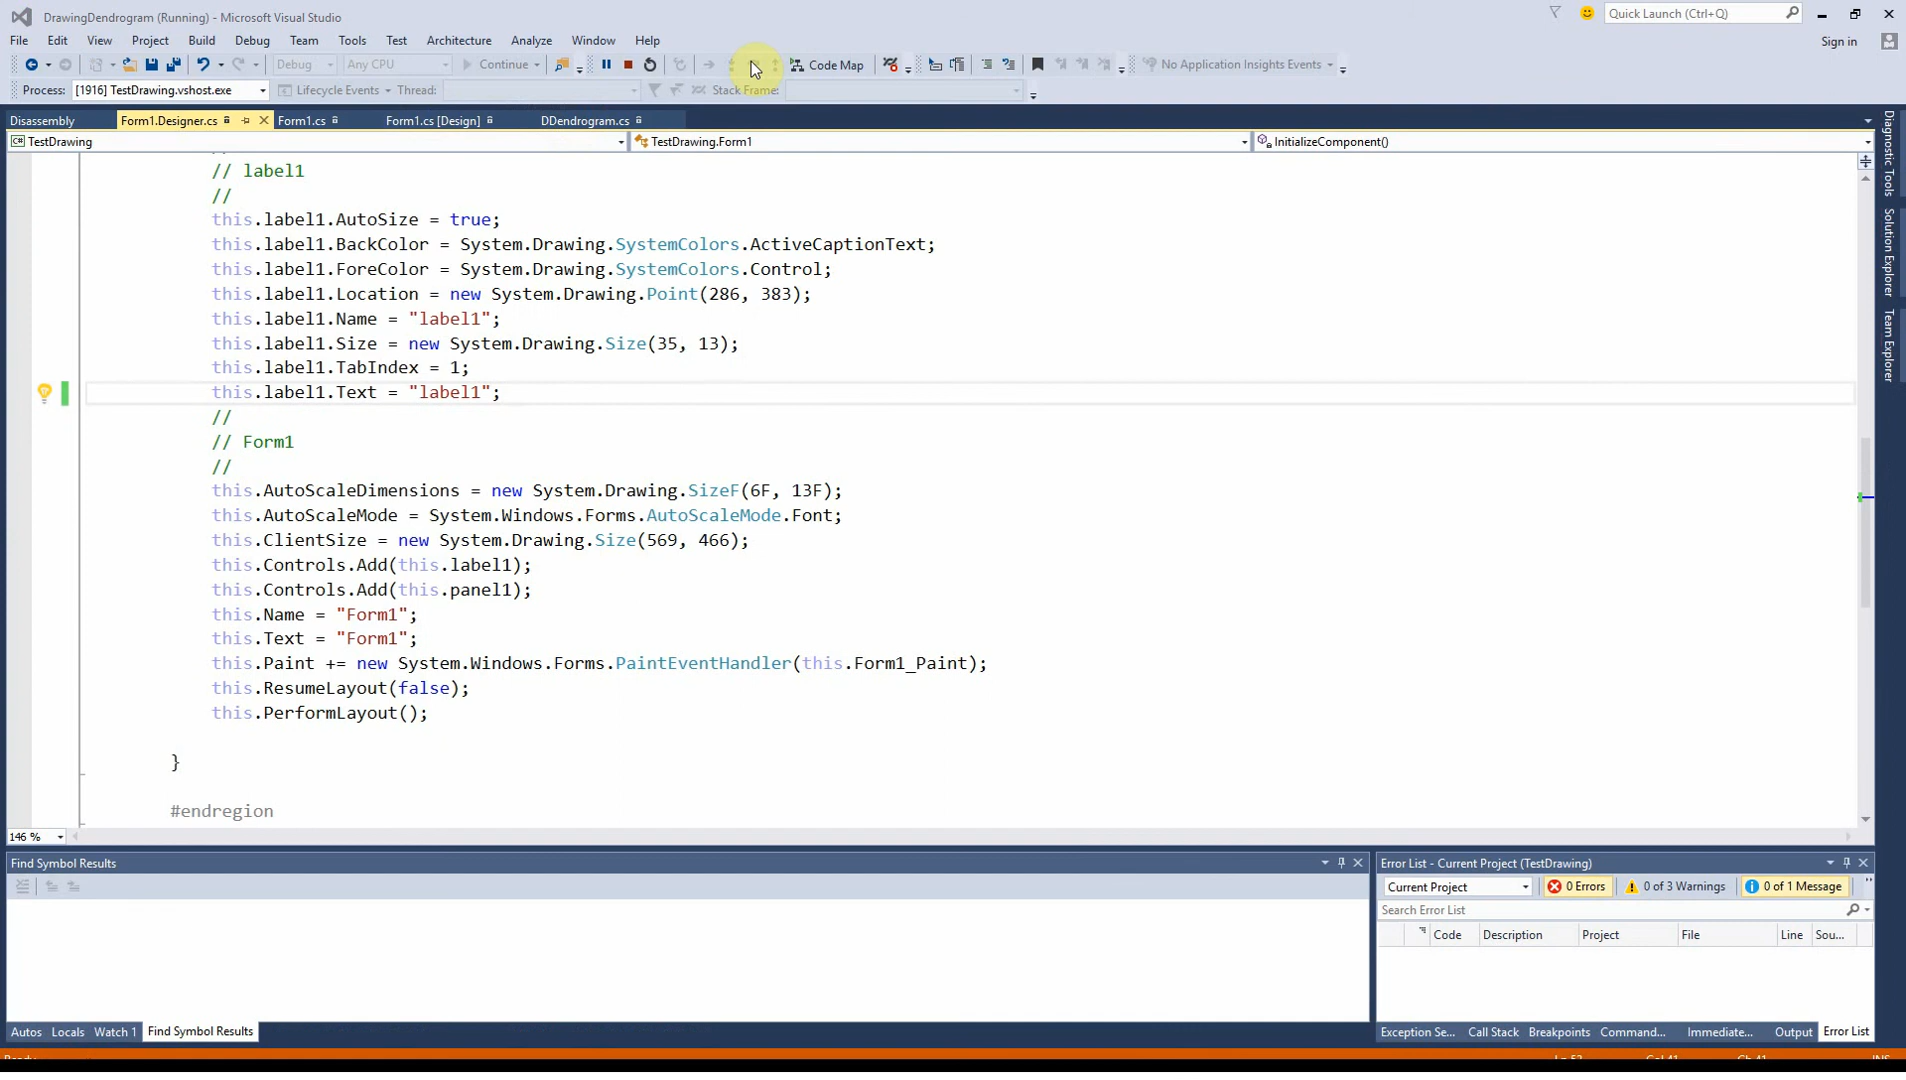 DrawingDendrogram (Running) - Microsoft Visual Studio
Quick Launch (Ctrl+Q)
File Edit View Project Build Debug Team Tools Test Architecture Analyze Window Help
Sign in
Debug Any CPU Continue Code Map No Application Insights Events
Process: [1916] TestDrawing.vshost.exe Lifecycle Events Thread: Stack Frame:
Disassembly Form1.Designer.cs Form1.cs Form1.cs [Design] DDendrogram.cs
C# TestDrawing TestDrawing.Form1 InitializeComponent()
// label1
//
this.label1.AutoSize = true;
this.label1.BackColor = System.Drawing.SystemColors.ActiveCaptionText;
this.label1.ForeColor = System.Drawing.SystemColors.Control;
this.label1.Location = new System.Drawing.Point(286, 383);
this.label1.Name = "label1";
this.label1.Size = new System.Drawing.Size(35, 13);
this.label1.TabIndex = 1;
this.label1.Text = "label1";
//
// Form1
//
this.AutoScaleDimensions = new System.Drawing.SizeF(6F, 13F);
this.AutoScaleMode = System.Windows.Forms.AutoScaleMode.Font;
this.ClientSize = new System.Drawing.Size(569, 466);
this.Controls.Add(this.label1);
this.Controls.Add(this.panel1);
this.Name = "Form1";
this.Text = "Form1";
this.Paint += new System.Windows.Forms.PaintEventHandler(this.Form1_Paint);
this.ResumeLayout(false);
this.PerformLayout();
}
#endregion
146 %
Diagnostic Tools
Solution Explorer
Team Explorer
Find Symbol Results
Error List - Current Project (TestDrawing)
Current Project 0 Errors 0 of 3 Warnings 0 of 1 Message
Search Error List
Code Description Project File Line Sou...
Autos Locals Watch 1 Find Symbol Results
Exception Se... Call Stack Breakpoints Command... Immediate... Output Error List